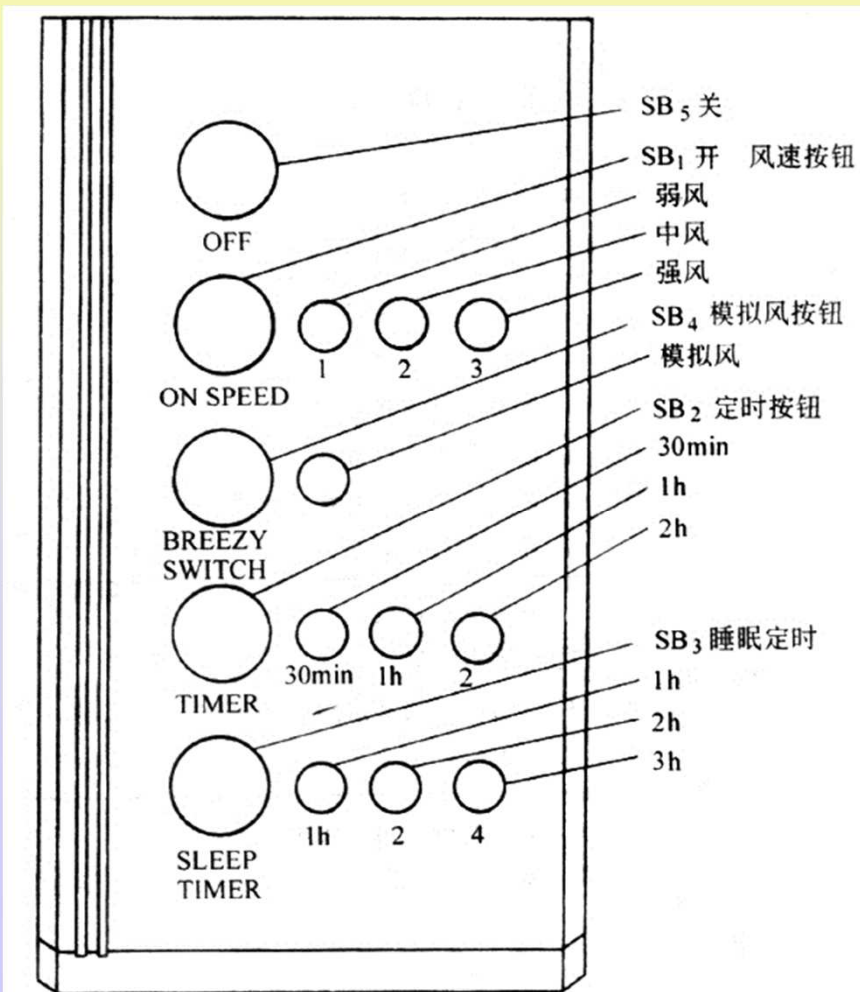 SB5 关
SB1 开 风速按钮
弱风
中风
强风
SB4 模拟风按钮
模拟风
SB2 定时按钮
30min
1h
2h
SB3 睡眠定时
1h
2h
3h
OFF
1 2 3
ON SPEED
BREEZY
SWITCH
30min 1h 2
TIMER
1h 2 4
SLEEP
TIMER